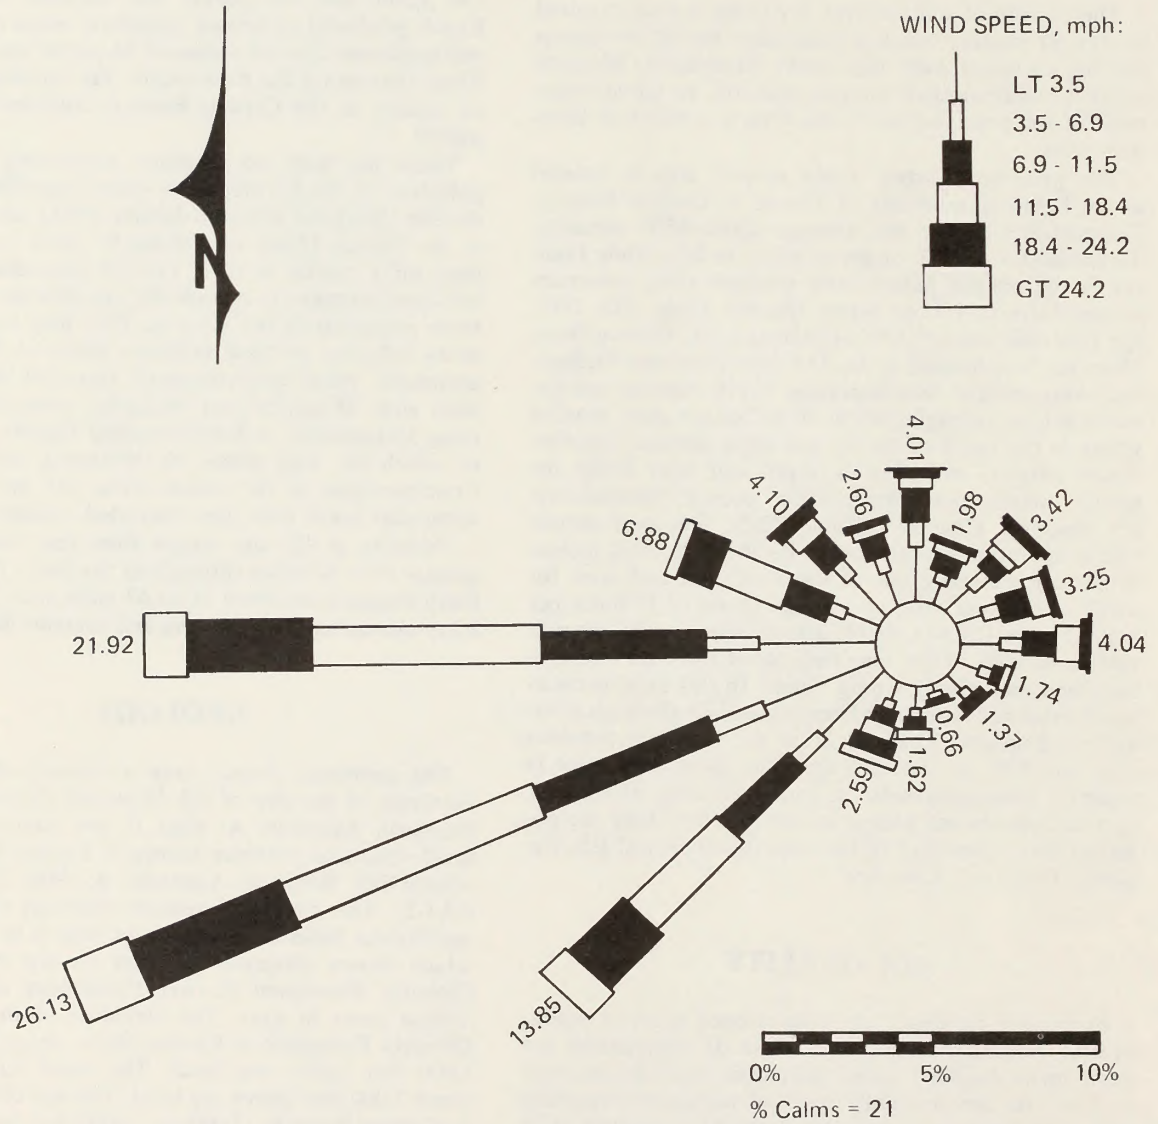 WIND SPEED, mph:
LT 3.5
3.5 - 6.9
6.9 - 11.5
11.5 - 18.4
18.4 - 24.2
GT 24.2
N
4.01
1.98
3.42
3.25
4.04
1.74
1.37
0.66
1.62
2.59
13.85
26.13
21.92
6.88
4.10
2.66
0% 5% 10%
% Calms = 21